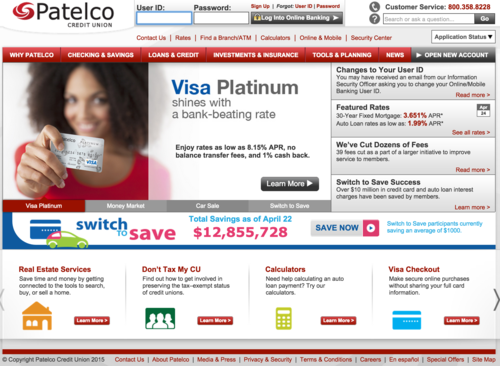 Patelco
CREDIT UNION
User ID: Password:
Sign Up | Forgot: User ID | Password
Log Into Online Banking
Customer Service: 800.358.8228
Search or ask a question... Go
Contact Us | Rates | Find a Branch/ATM | Calculators | Online & Mobile | Security Center
Application Status
WHY PATELCO CHECKING & SAVINGS LOANS & CREDIT INVESTMENTS & INSURANCE TOOLS & PLANNING NEWS OPEN NEW ACCOUNT
Visa Platinum
shines with
a bank-beating rate
Enjoy rates as low as 8.15% APR, no
balance transfer fees, and 1% cash back.
Learn More
Visa Platinum Money Market Car Sale Switch to Save
Changes to Your User ID
You may have received an email from our Information
Security Officer asking you to change your Online/Mobile
Banking User ID.
Read more >
Featured Rates
30-Year Fixed Mortgage: 3.651% APR*
Auto Loan rates as low as: 1.99% APR*
Apr
24
See all rates >
We've Cut Dozens of Fees
39 fees cut as a part of a larger initiative to improve
service to members.
Read more >
Switch to Save Success
Over $10 million in credit card and auto loan interest
charges have been saved by members.
Learn more >
switch
TO save
Total Savings as of April 22
$12,855,728
SAVE NOW
Switch to Save participants currently
saving an average of $1000.
Real Estate Services
Save time and money by getting
connected to the tools to search,
buy, or sell a home.
Learn More >
Don't Tax My CU
Find out how to get involved in
preserving the tax-exempt status
of credit unions.
Learn More >
Calculators
Need help calculating an auto
loan payment? Try our
calculators.
Learn More >
Visa Checkout
Make secure online purchases
without sharing your full card
information.
Learn More >
© Copyright Patelco Credit Union 2015
Contact Us | About Patelco | Media & Press | Privacy & Security | Terms & Conditions | Careers | En español | Special Offers | Site Map